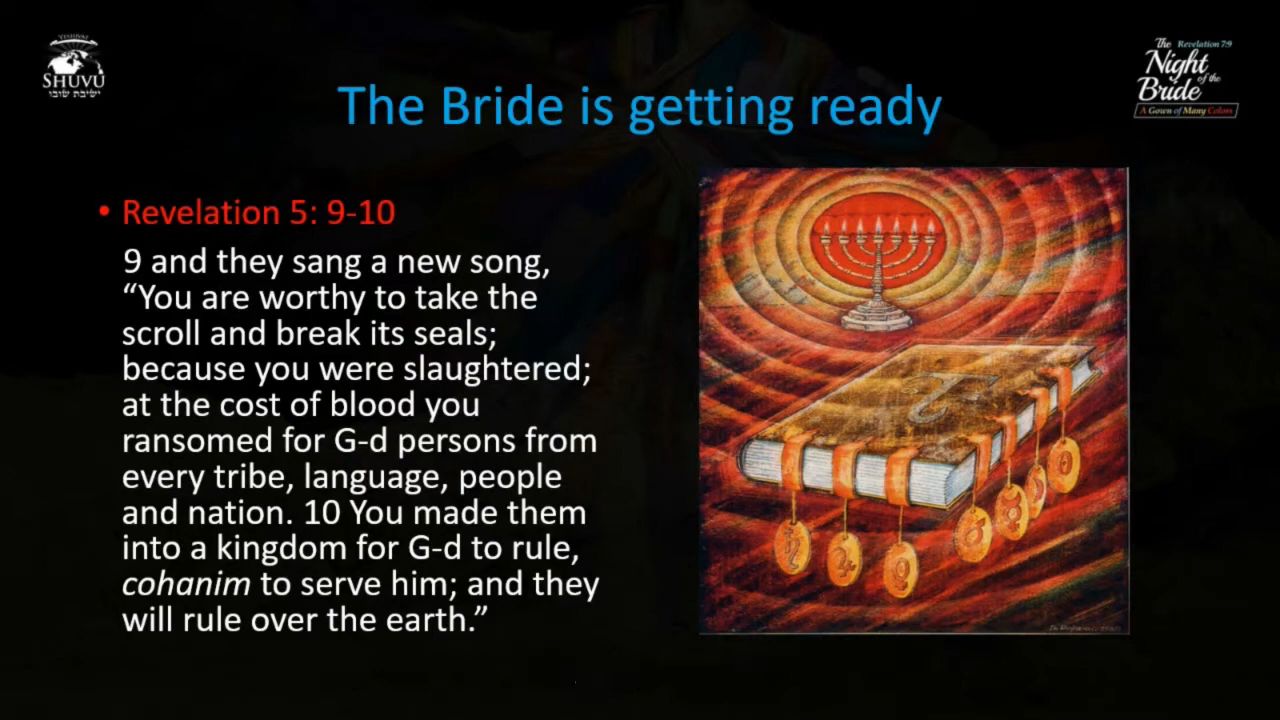 YESHIVAT
SHUVU
ישיבת שובו
The Revelation 7:9
Night
of the
Bride
A Gown of Many Colors
The Bride is getting ready
• Revelation 5: 9-10
9 and they sang a new song,
“You are worthy to take the
scroll and break its seals;
because you were slaughtered;
at the cost of blood you
ransomed for G-d persons from
every tribe, language, people
and nation. 10 You made them
into a kingdom for G-d to rule,
cohanim to serve him; and they
will rule over the earth.”